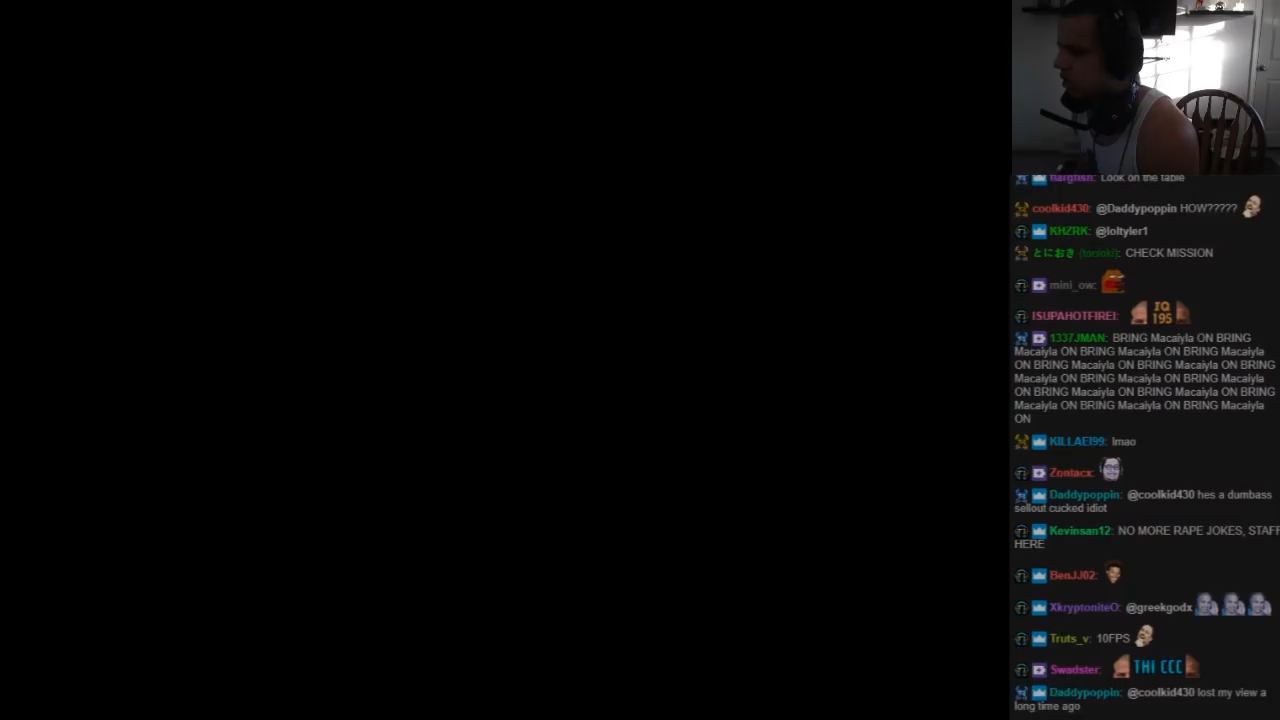 flargfish: Look on the table
coolkid430: @Daddypoppin HOW?????
KHZRK: @loltyler1
とにおき (tonioki): CHECK MISSION
mini_ow:
ISUPAHOTFIREI: IQ 195
1337JMAN: BRING Macaiyla ON BRING
Macaiyla ON BRING Macaiyla ON BRING Macaiyla
ON BRING Macaiyla ON BRING Macaiyla ON BRING
Macaiyla ON BRING Macaiyla ON BRING Macaiyla
ON BRING Macaiyla ON BRING Macaiyla ON BRING
Macaiyla ON BRING Macaiyla ON BRING Macaiyla
ON
KILLAEI99: lmao
Zontacx:
Daddypoppin: @coolkid430 hes a dumbass
sellout cucked idiot
Kevinsan12: NO MORE RAPE JOKES, STAFF
HERE
BenJJ02:
XkryptoniteO: @greekgodx
Truts_v: 10FPS
Swadster: THI CCC
Daddypoppin: @coolkid430 lost my view a
long time ago